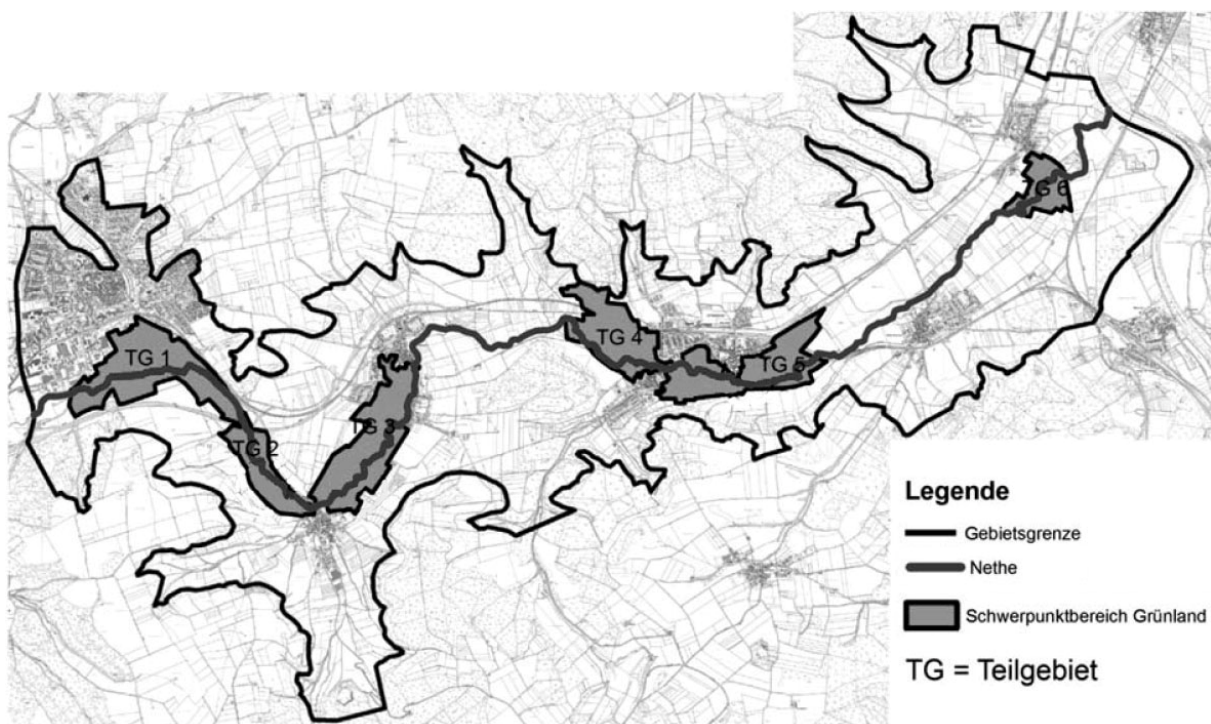 TG 6
TG 1
TG 4
TG 5
TG 3
TG 2
Legende
Gebietsgrenze
Nethe
Schwerpunktbereich Grünland
TG = Teilgebiet